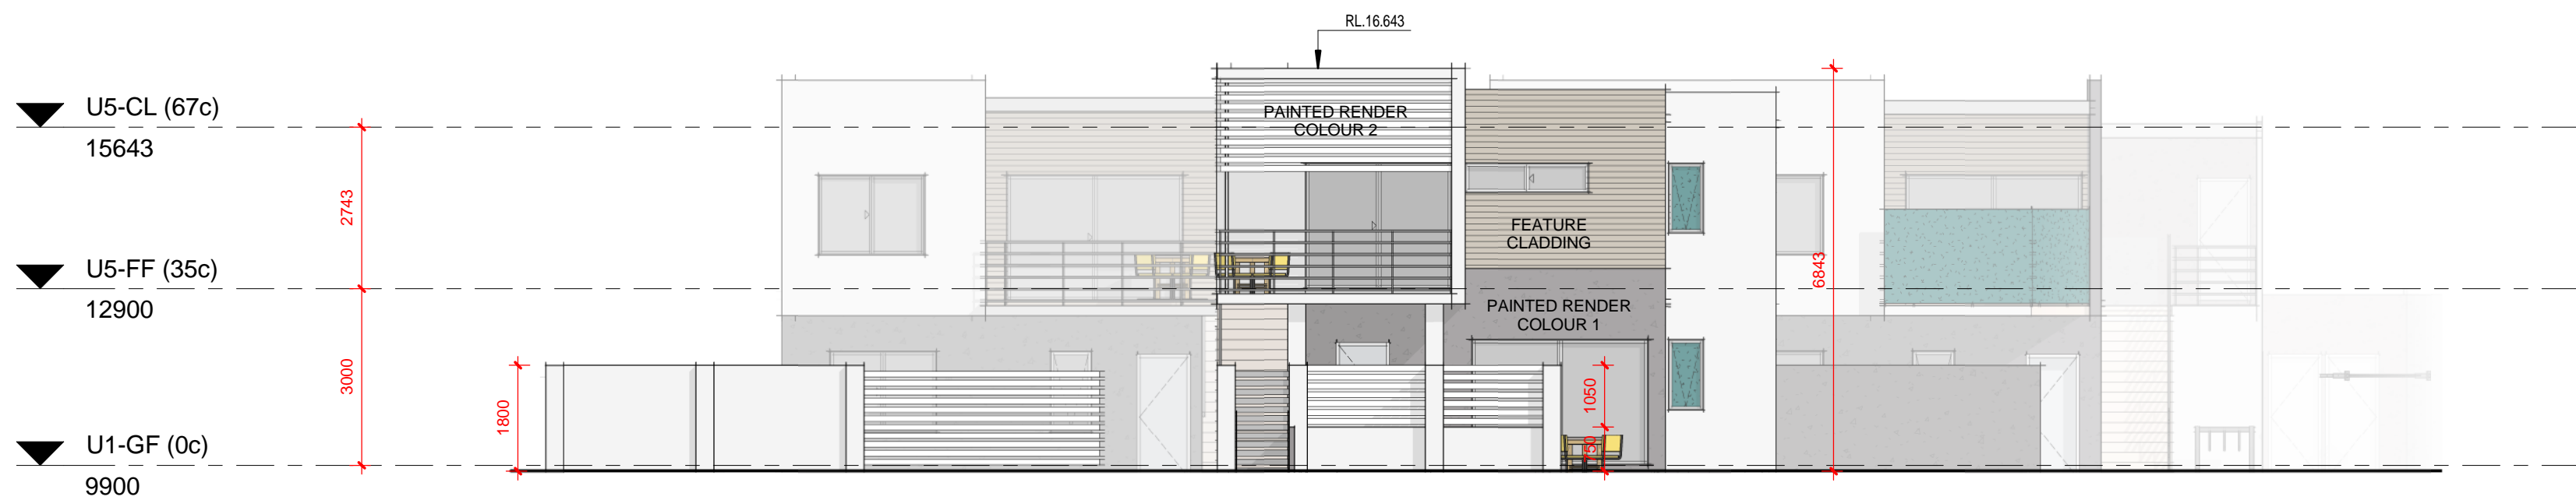 RL.16.643
U5-CL (67c)
15643
PAINTED RENDER
COLOUR 2
2743
FEATURE
CLADDING
6843
U5-FF (35c)
12900
PAINTED RENDER
COLOUR 1
3000
1800
1050
750
U1-GF (0c)
9900